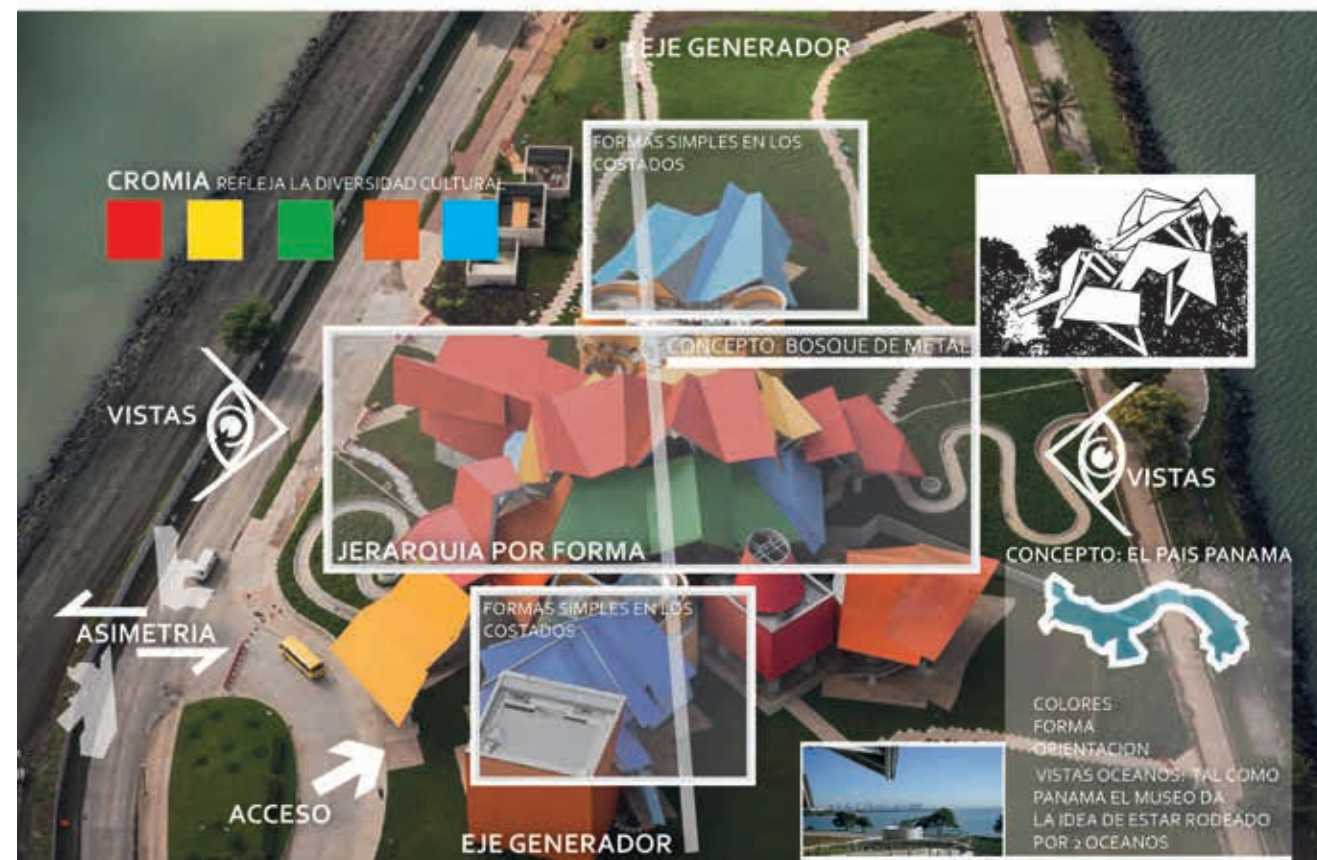 EJE GENERADOR
FORMAS SIMPLES EN LOS
COSTADOS
CROMIA REFLEJA LA DIVERSIDAD CULTURAL
CONCEPTO: BOSQUE DE METAL
VISTAS
VISTAS
JERARQUIA POR FORMA
CONCEPTO: EL PAIS PANAMA
FORMAS SIMPLES EN LOS
COSTADOS
ASIMETRIA
COLORES
FORMA
ORIENTACION
VISTAS OCEANOS: TAL COMO
PANAMA EL MUSEO DA
LA IDEA DE ESTAR RODEADO
POR 2 OCEANOS
ACCESO
EJE GENERADOR